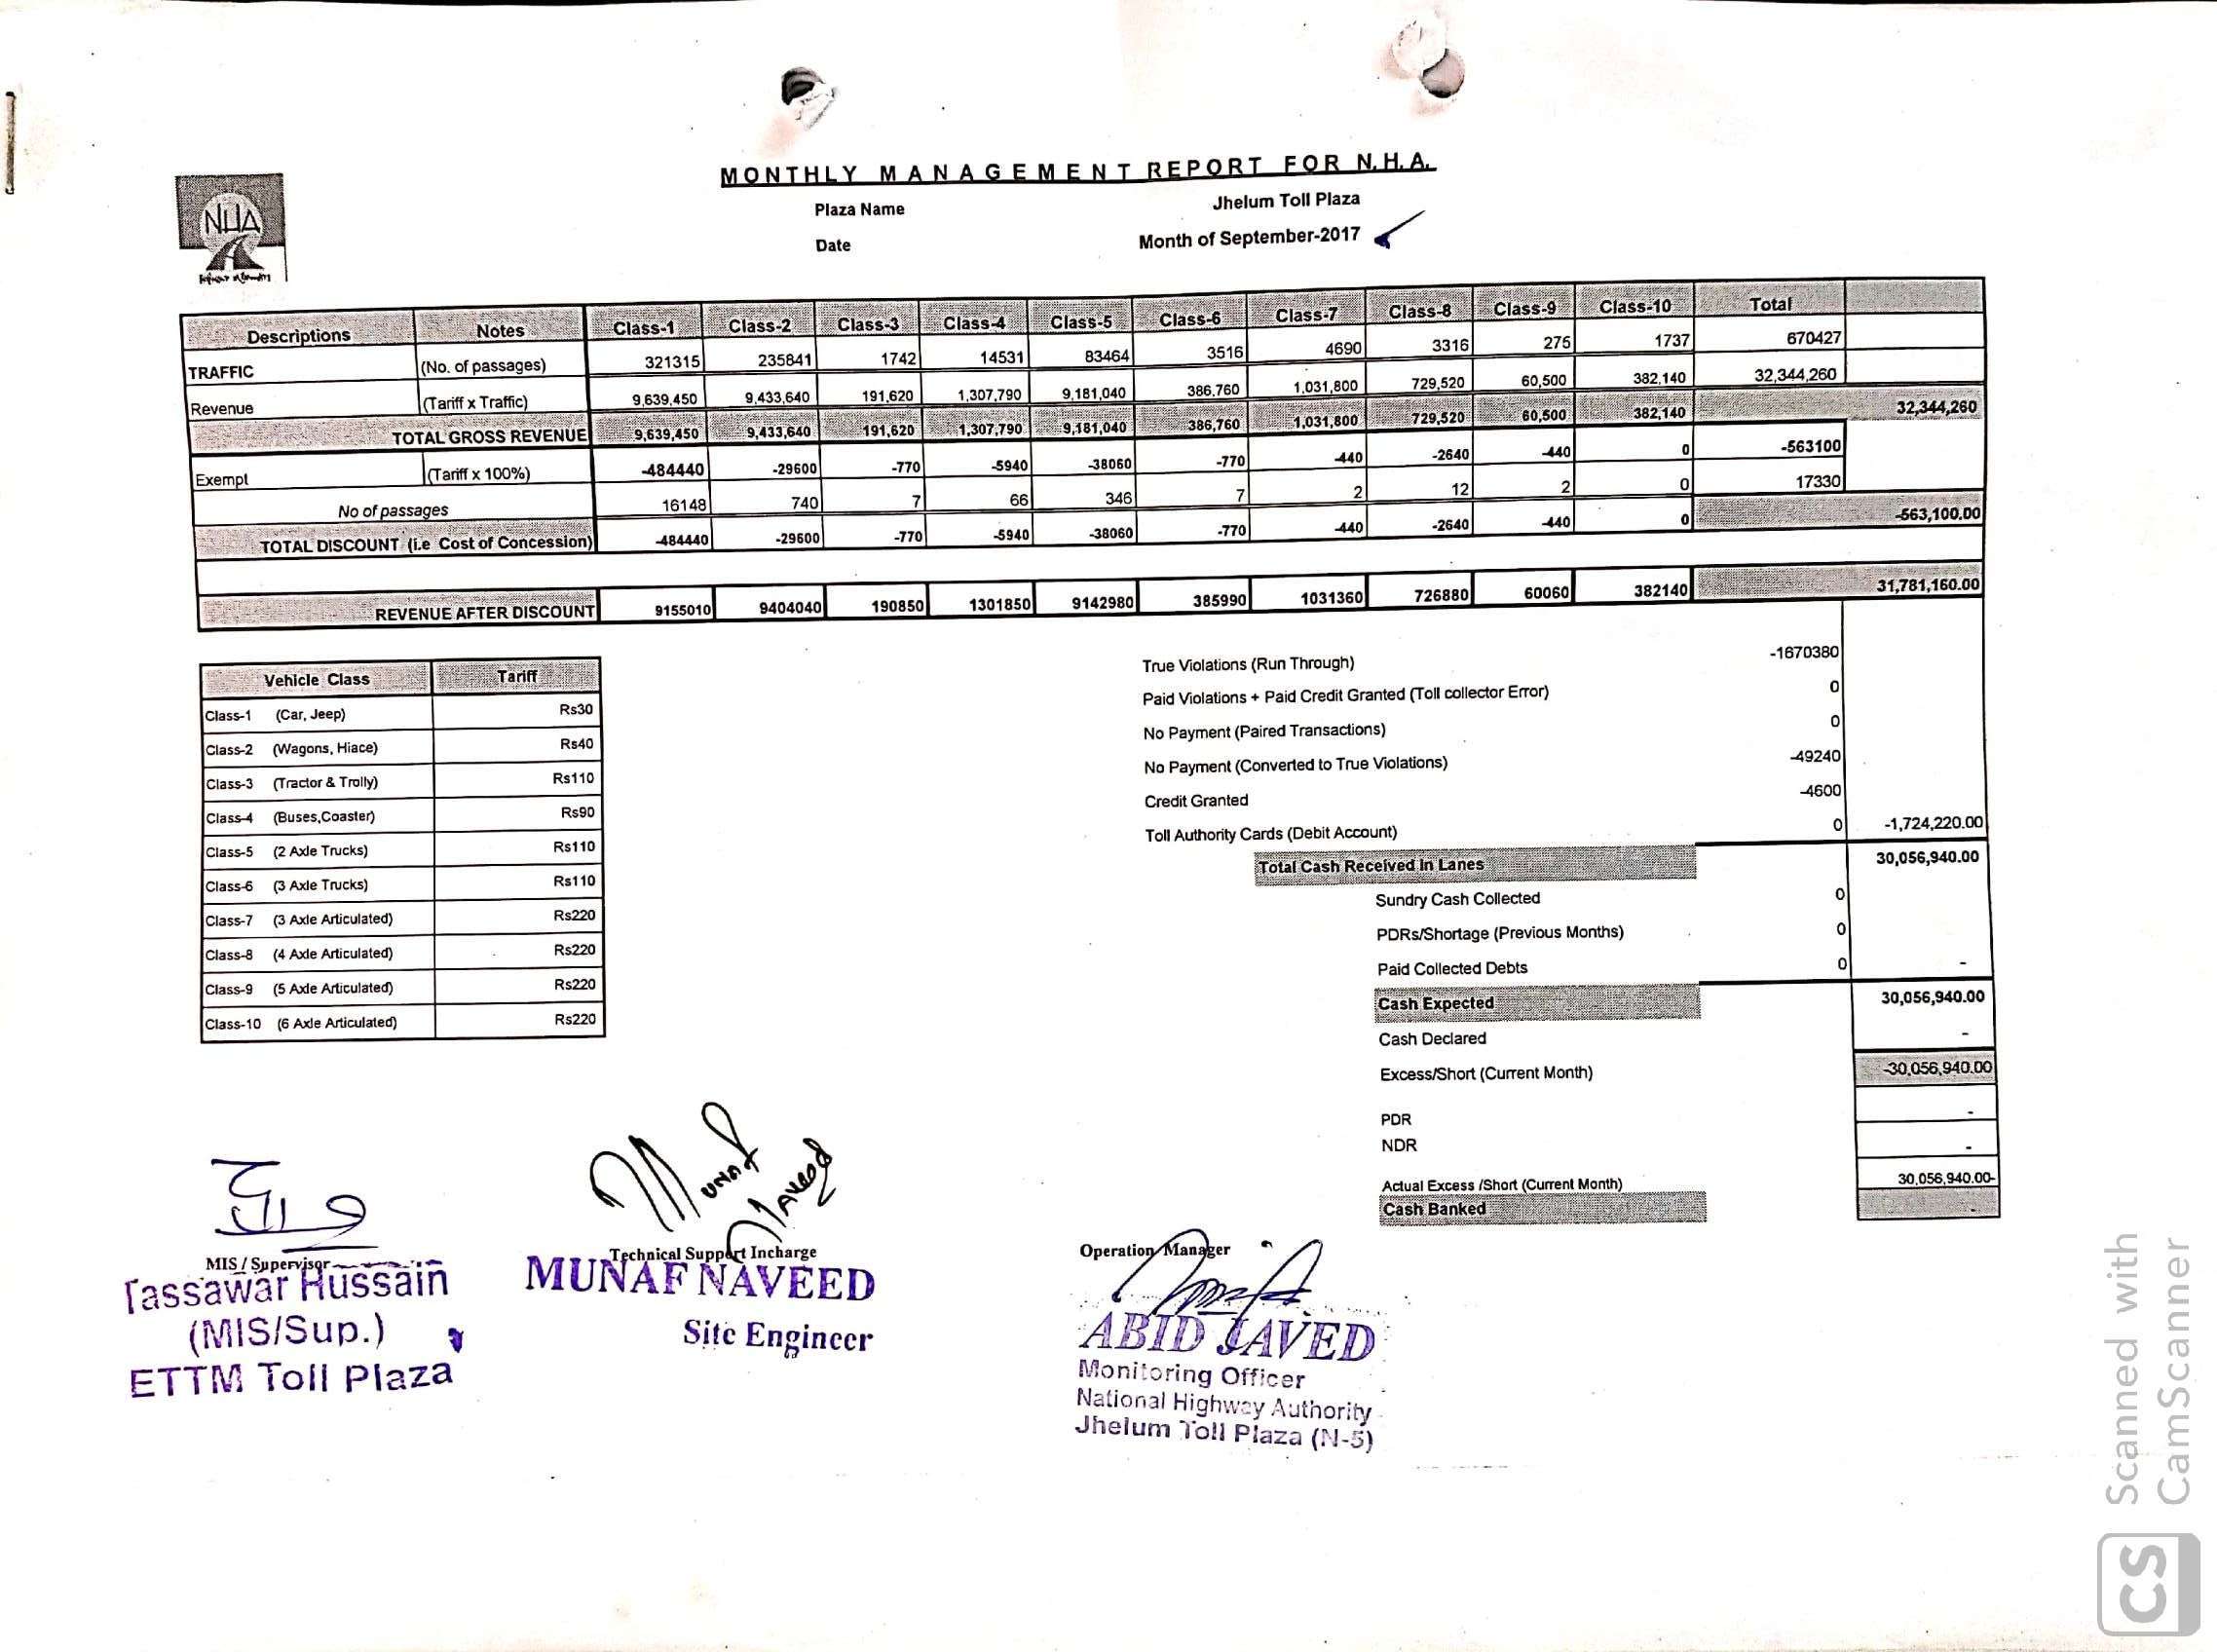 MONTHLY MANAGEMENT REPORT FOR N.H.A.
NHA
Plaza Name Jhelum Toll Plaza
Date Month of September-2017
Descriptions Notes Class-1 Class-2 Class-3 Class-4 Class-5 Class-6 Class-7 Class-8 Class-9 Class-10 Total
TRAFFIC (No. of passages) 321315 235841 1742 14531 83464 3516 4690 3316 275 1737 670427
Revenue (Tariff x Traffic) 9,639,450 9,433,640 191,620 1,307,790 9,181,040 386,760 1,031,800 729,520 60,500 382,140 32,344,260
TOTAL GROSS REVENUE 9,639,450 9,433,640 191,620 1,307,790 9,181,040 386,760 1,031,800 729,520 60,500 382,140 32,344,260
Exempt (Tariff x 100%) -484440 -29600 -770 -5940 -38060 -770 -440 -2640 -440 0 -563100
No of passages 16148 740 7 66 346 7 2 12 2 0 17330
TOTAL DISCOUNT (i.e Cost of Concession) -484440 -29600 -770 -5940 -38060 -770 -440 -2640 -440 0 -563,100.00
REVENUE AFTER DISCOUNT 9155010 9404040 190850 1301850 9142980 385990 1031360 726880 60060 382140 31,781,160.00
Vehicle Class Tariff
Class-1 (Car, Jeep) Rs30
Class-2 (Wagons, Hiace) Rs40
Class-3 (Tractor & Trolly) Rs110
Class-4 (Buses,Coaster) Rs90
Class-5 (2 Axle Trucks) Rs110
Class-6 (3 Axle Trucks) Rs110
Class-7 (3 Axle Articulated) Rs220
Class-8 (4 Axle Articulated) Rs220
Class-9 (5 Axle Articulated) Rs220
Class-10 (6 Axle Articulated) Rs220
True Violations (Run Through) -1670380
Paid Violations + Paid Credit Granted (Toll collector Error) 0
No Payment (Paired Transactions) 0
No Payment (Converted to True Violations) -49240
Credit Granted -4600
Toll Authority Cards (Debit Account) 0 -1,724,220.00
Total Cash Received In Lanes 30,056,940.00
Sundry Cash Collected 0
PDRs/Shortage (Previous Months) 0
Paid Collected Debts 0 -
Cash Expected 30,056,940.00
Cash Declared -
Excess/Short (Current Month) -30,056,940.00
PDR -
NDR -
Actual Excess /Short (Current Month) 30,056,940.00-
Cash Banked -
Munaf
Munaf Naveed
MIS / Supervisor
Tassawar Hussain
(MIS/Sup.)
ETTM Toll Plaza
Technical Support Incharge
MUNAF NAVEED
Site Engineer
Operation Manager
ABID JAVED
Monitoring Officer
National Highway Authority
Jhelum Toll Plaza (N-5)
CS Scanned with
CamScanner